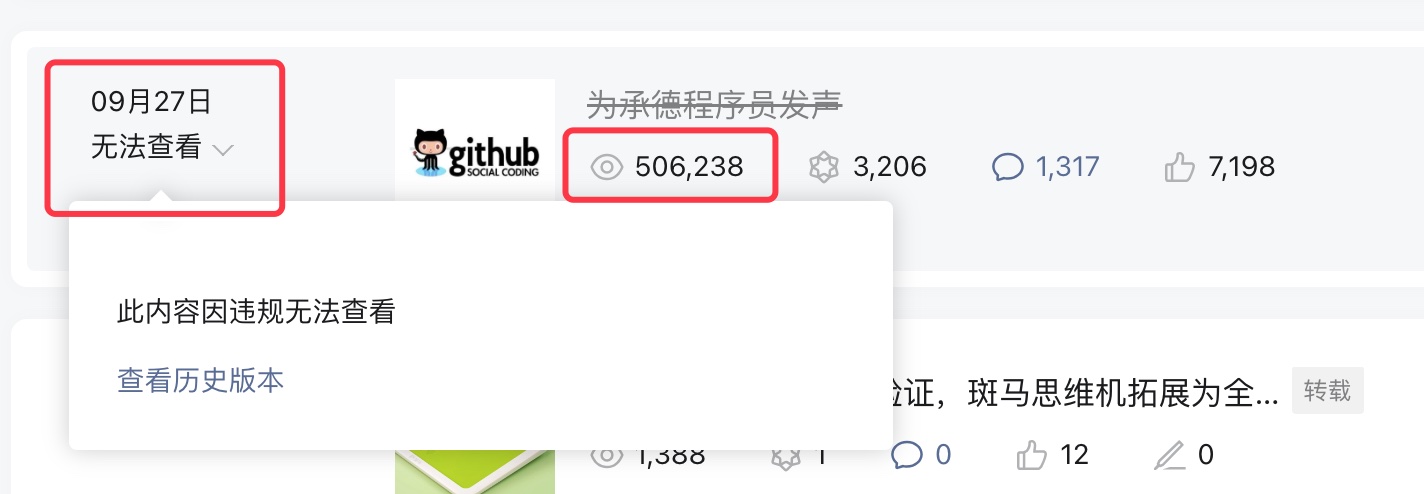 09月27日
无法查看
github
SOCIAL CODING
为承德程序员发声
506,238
3,206
1,317
7,198
此内容因违规无法查看
查看历史版本
证，斑马思维机拓展为全...
转载
1,388
1
0
12
0